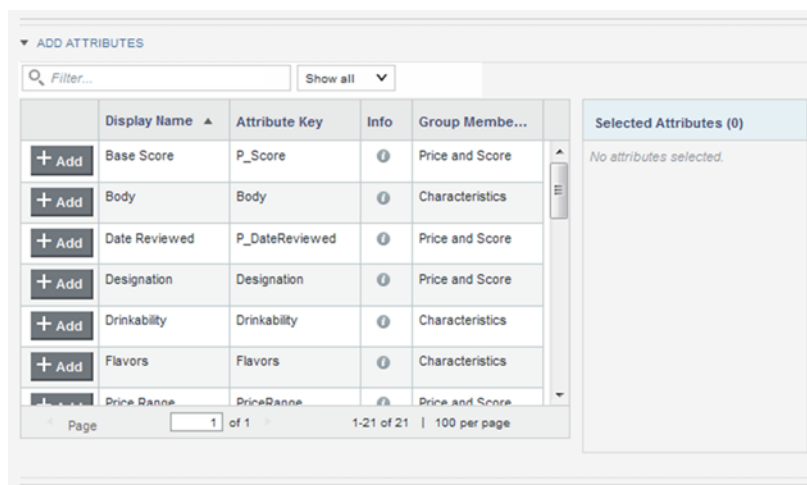 ADD ATTRIBUTES
Filter... Show all
Display Name Attribute Key Info Group Membe... Selected Attributes (0)
+ Add Base Score P_Score Price and Score No attributes selected.
+ Add Body Body Characteristics
+ Add Date Reviewed P_DateReviewed Price and Score
+ Add Designation Designation Price and Score
+ Add Drinkability Drinkability Characteristics
+ Add Flavors Flavors Characteristics
+ Add Price Range PriceRange Price and Score
Page 1 of 1 1-21 of 21 | 100 per page